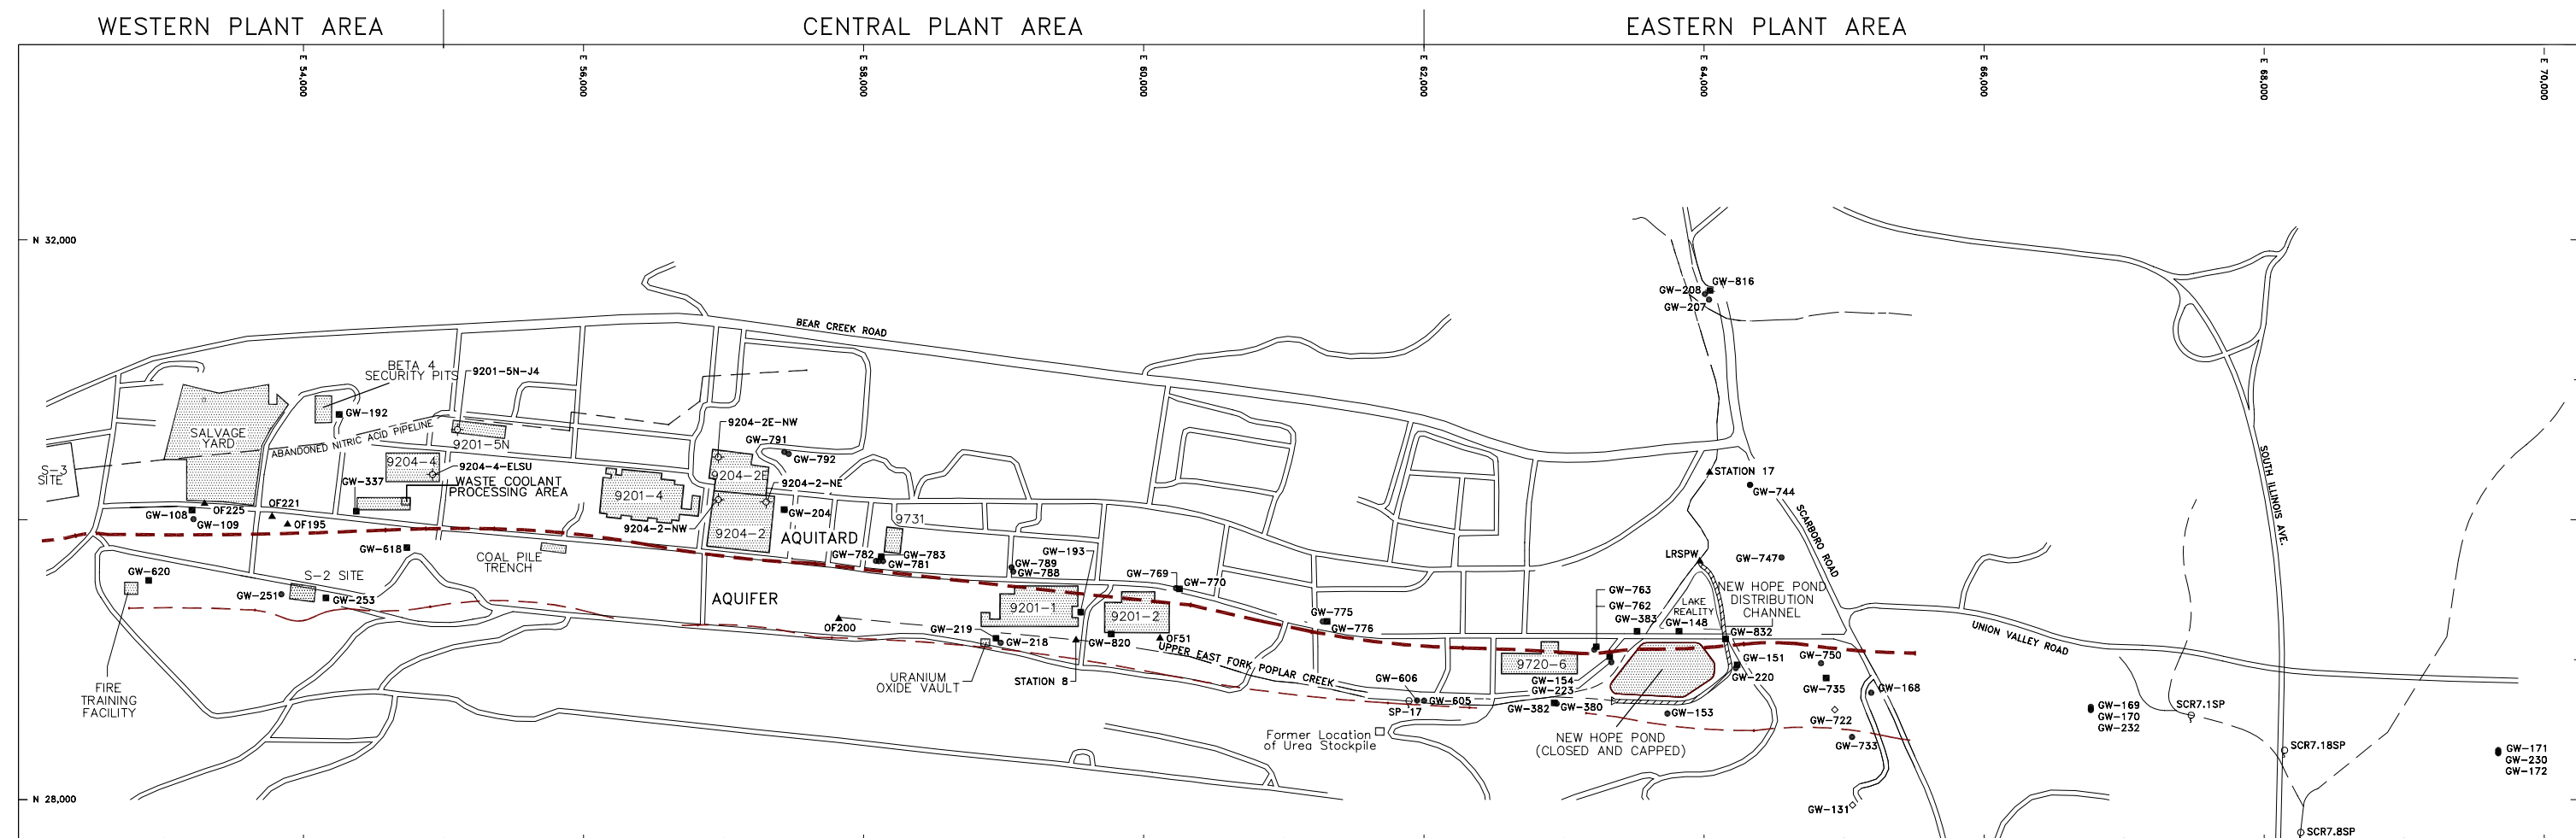 WESTERN PLANT AREA
CENTRAL PLANT AREA
EASTERN PLANT AREA
E 54,000
E 56,000
E 58,000
E 60,000
E 62,000
E 64,000
E 66,000
E 68,000
E 70,000
N 32,000
GW-816
GW-208
GW-207
BEAR CREEK ROAD
BETA 4
SECURITY PITS
9201-5N-J4
GW-192
SALVAGE
YARD
ABANDONED NITRIC ACID PIPELINE
9201-5N
9204-2E-NW
GW-791
GW-792
S-3
SITE
9204-4
9204-4-ELSU
GW-337
WASTE COOLANT
PROCESSING AREA
9201-4
9204-2E
9204-2-NE
9204-2-NW
9204-2
GW-204
AQUITARD
9731
STATION 17
GW-744
SCARBORO ROAD
SOUTH ILLINOIS AVE.
OF225
OF221
OF195
GW-108
GW-109
GW-618
COAL PILE
TRENCH
GW-782
GW-783
GW-781
GW-193
GW-789
GW-788
GW-769
GW-770
LRSPW
GW-747
GW-620
S-2 SITE
GW-251
GW-253
AQUIFER
OF200
9201-1
9201-2
GW-219
GW-218
GW-820
OF51
GW-775
GW-776
GW-763
GW-762
GW-383
LAKE
REALITY
GW-148
NEW HOPE POND
DISTRIBUTION
CHANNEL
GW-832
UNION VALLEY ROAD
UPPER EAST FORK POPLAR CREEK
9720-6
GW-151
GW-220
GW-750
GW-735
GW-168
FIRE
TRAINING
FACILITY
URANIUM
OXIDE VAULT
STATION 8
GW-606
GW-605
SP-17
GW-154
GW-223
GW-382
GW-380
GW-153
GW-722
GW-733
GW-169
GW-170
GW-232
SCR7.1SP
Former Location
of Urea Stockpile
NEW HOPE POND
(CLOSED AND CAPPED)
SCR7.18SP
GW-171
GW-230
GW-172
N 28,000
GW-131
SCR7.8SP